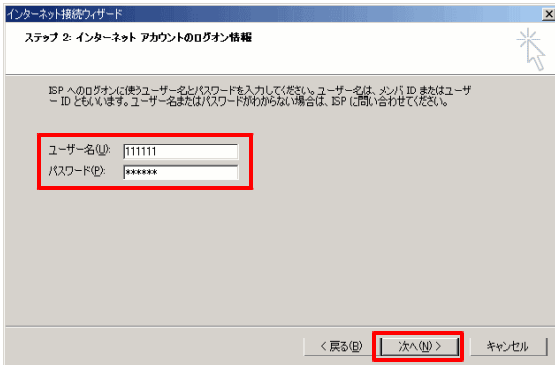 インターネット接続ウィザード
ステップ 2: インターネット アカウントのログオン情報
ISP へのログオンに使うユーザー名とパスワードを入力してください。ユーザー名は、メンバ ID またはユーザ
ー ID ともいいます。ユーザー名またはパスワードがわからない場合は、ISP に問い合わせてください。
ユーザー名(U): 111111
パスワード(P): ******
< 戻る(B) 次へ(N) > キャンセル